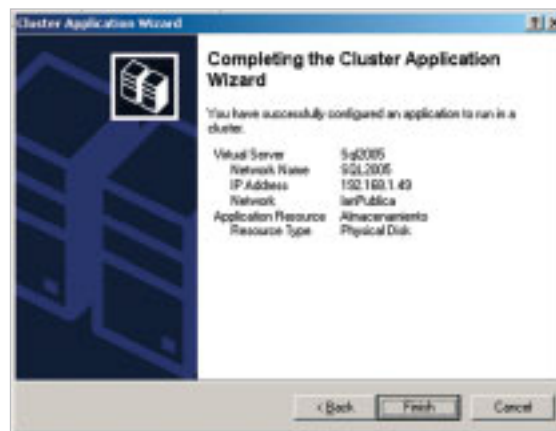 Cluster Application Wizard
Completing the Cluster Application
Wizard
You have successfully configured an application to run in a
cluster.
Virtual Server Sql2005
Network Name SQL2005
IP Address 192.168.1.49
Network lanPublica
Application Resource Almacenamiento
Resource Type Physical Disk
< Back Finish Cancel